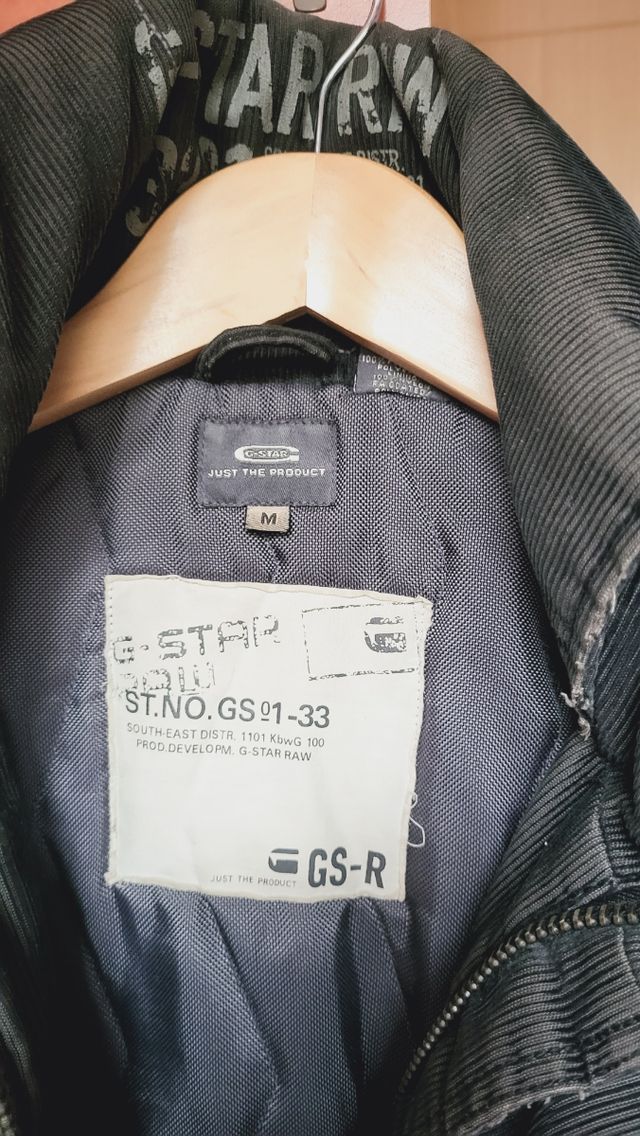 G-STAR RAW
DISTR.
G-STAR
JUST THE PRODUCT
M
G-STAR
RAW
G
ST.NO.GS01-33
SOUTH-EAST DISTR. 1101 KbwG 100
PROD.DEVELOPM. G-STAR RAW
JUST THE PRODUCT GS-R